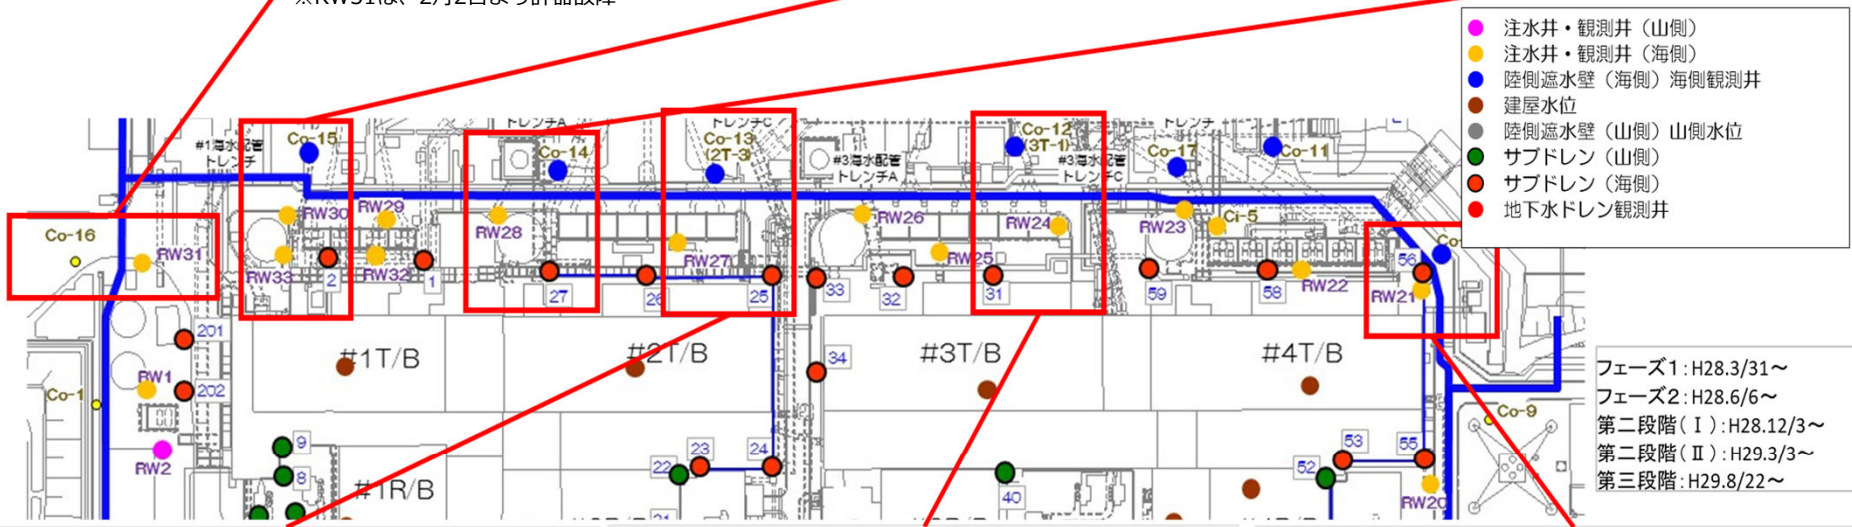 ※RW31は、2月2日より計器故障
注水井・観測井（山側）
注水井・観測井（海側）
陸側遮水壁（海側）海側観測井
建屋水位
陸側遮水壁（山側）山側水位
サブドレン（山側）
サブドレン（海側）
地下水ドレン観測井
#1海水配管
トレンチ
Co-15
トレンチA
Co-14
トレンチC
Co-13
(2T-3)
#3海水配管
トレンチA
Co-12
(3T-1)
#3海水配管
トレンチC
トレンチ
Co-17
Co-11
Co-16
RW31
RW30
RW29
RW28
RW27
RW26
RW25
RW24
RW23
Ci-5
RW33
RW32
2
1
27
26
25
33
32
31
59
58
RW22
56
RW21
201
202
RW1
Co-1
RW2
#1T/B
#2T/B
34
#3T/B
#4T/B
9
8
#1R/B
22
23
24
40
52
53
55
RW20
Co-9
フェーズ1：H28.3/31～
フェーズ2：H28.6/6～
第二段階(Ⅰ)：H28.12/3～
第二段階(Ⅱ)：H29.3/3～
第三段階：H29.8/22～